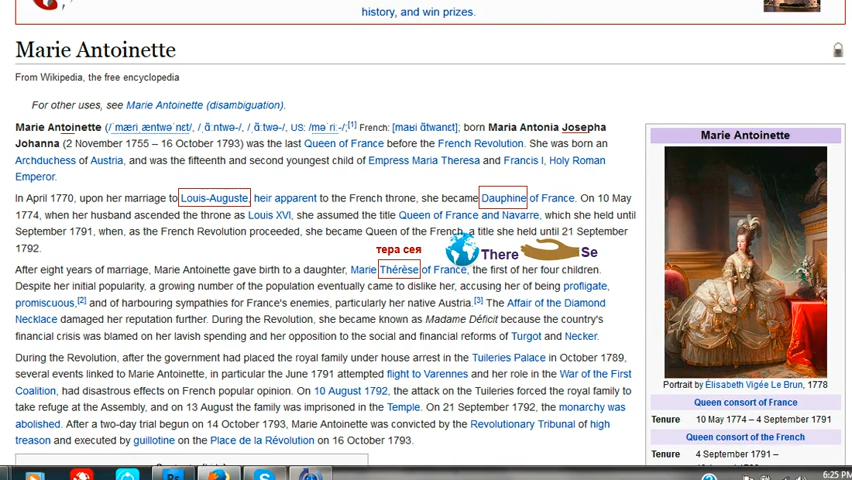 history, and win prizes.
Marie Antoinette
From Wikipedia, the free encyclopedia
For other uses, see Marie Antoinette (disambiguation).
Marie Antoinette (/ˈmæri æntwəˈnɛt/, /ˌɑ̃ːntwə-/, /ˌɑ̃ːtwə-/, US: /məˈriː-/;[1] French: [maʁi ɑ̃twanɛt]; born Maria Antonia Josepha
Johanna (2 November 1755 – 16 October 1793) was the last Queen of France before the French Revolution. She was born an
Archduchess of Austria, and was the fifteenth and second youngest child of Empress Maria Theresa and Francis I, Holy Roman
Emperor.
In April 1770, upon her marriage to Louis-Auguste, heir apparent to the French throne, she became Dauphine of France. On 10 May
1774, when her husband ascended the throne as Louis XVI, she assumed the title Queen of France and Navarre, which she held until
September 1791, when, as the French Revolution proceeded, she became Queen of the French, a title she held until 21 September
1792.
тера сея
There Se
After eight years of marriage, Marie Antoinette gave birth to a daughter, Marie Thérèse of France, the first of her four children.
Despite her initial popularity, a growing number of the population eventually came to dislike her, accusing her of being profligate,
promiscuous,[2] and of harbouring sympathies for France's enemies, particularly her native Austria.[3] The Affair of the Diamond
Necklace damaged her reputation further. During the Revolution, she became known as Madame Déficit because the country's
financial crisis was blamed on her lavish spending and her opposition to the social and financial reforms of Turgot and Necker.
During the Revolution, after the government had placed the royal family under house arrest in the Tuileries Palace in October 1789,
several events linked to Marie Antoinette, in particular the June 1791 attempted flight to Varennes and her role in the War of the First
Coalition, had disastrous effects on French popular opinion. On 10 August 1792, the attack on the Tuileries forced the royal family to
take refuge at the Assembly, and on 13 August the family was imprisoned in the Temple. On 21 September 1792, the monarchy was
abolished. After a two-day trial begun on 14 October 1793, Marie Antoinette was convicted by the Revolutionary Tribunal of high
treason and executed by guillotine on the Place de la Révolution on 16 October 1793.
Marie Antoinette
Portrait by Élisabeth Vigée Le Brun, 1778
Queen consort of France
Tenure 10 May 1774 – 4 September 1791
Queen consort of the French
Tenure 4 September 1791 –
6:25 PM